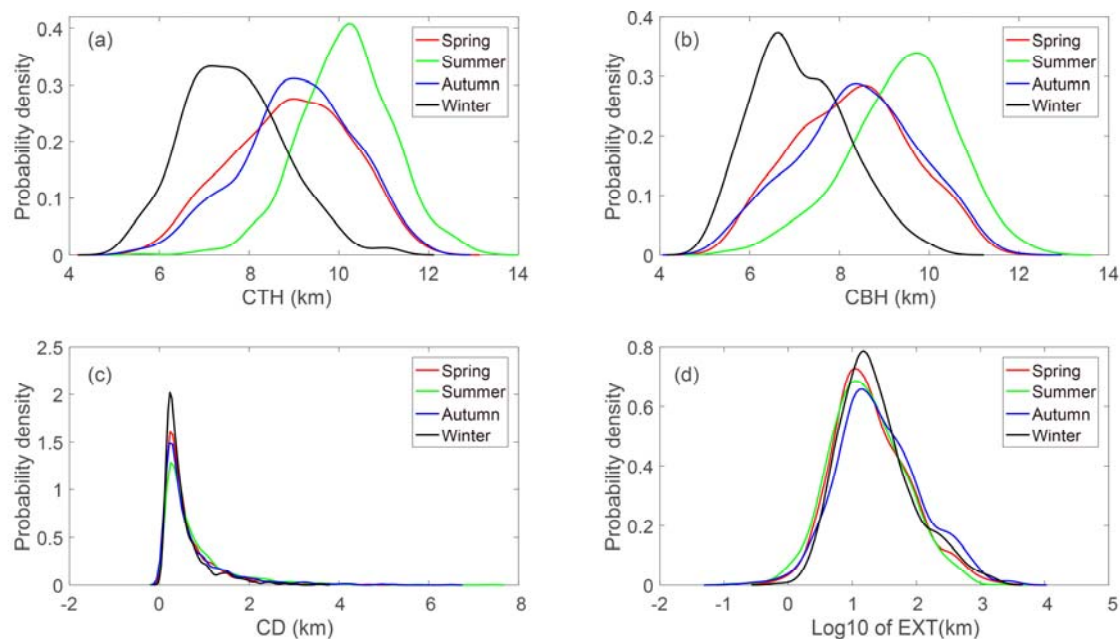 (a)
Spring
Summer
Autumn
Winter
Probability density
0.4
0.3
0.2
0.1
0
4 6 8 10 12 14
CTH (km)
(b)
Spring
Summer
Autumn
Winter
Probability density
0.4
0.3
0.2
0.1
0
4 6 8 10 12 14
CBH (km)
(c)
Spring
Summer
Autumn
Winter
Probability density
2.5
2
1.5
1
0.5
0
-2 0 2 4 6 8
CD (km)
(d)
Spring
Summer
Autumn
Winter
Probability density
0.8
0.6
0.4
0.2
0
-2 -1 0 1 2 3 4 5
Log10 of EXT(km)